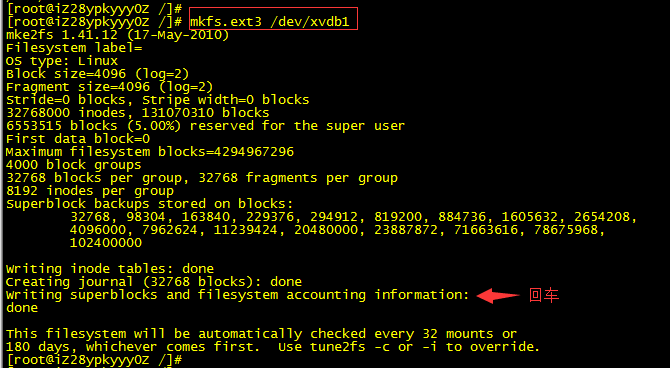 [root@iZ28ypkyyy0Z /]#
[root@iZ28ypkyyy0Z /]# mkfs.ext3 /dev/xvdb1
mke2fs 1.41.12 (17-May-2010)
Filesystem label=
OS type: Linux
Block size=4096 (log=2)
Fragment size=4096 (log=2)
Stride=0 blocks, Stripe width=0 blocks
32768000 inodes, 131070310 blocks
6553515 blocks (5.00%) reserved for the super user
First data block=0
Maximum filesystem blocks=4294967296
4000 block groups
32768 blocks per group, 32768 fragments per group
8192 inodes per group
Superblock backups stored on blocks:
32768, 98304, 163840, 229376, 294912, 819200, 884736, 1605632, 2654208,
4096000, 7962624, 11239424, 20480000, 23887872, 71663616, 78675968,
102400000
Writing inode tables: done
Creating journal (32768 blocks): done
Writing superblocks and filesystem accounting information: 回车
done
This filesystem will be automatically checked every 32 mounts or
180 days, whichever comes first.  Use tune2fs -c or -i to override.
[root@iZ28ypkyyy0Z /]#